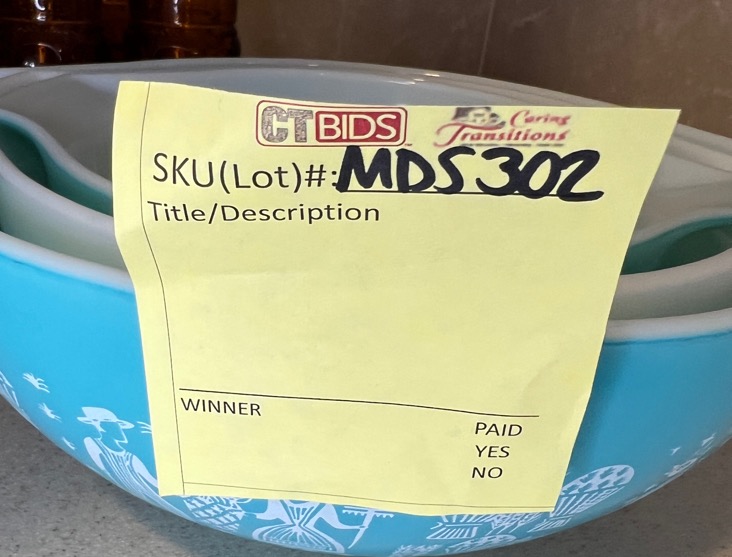 CTBIDS
Caring
Transitions
SKU(Lot)#:MDS302
Title/Description
WINNER
PAID
YES
NO